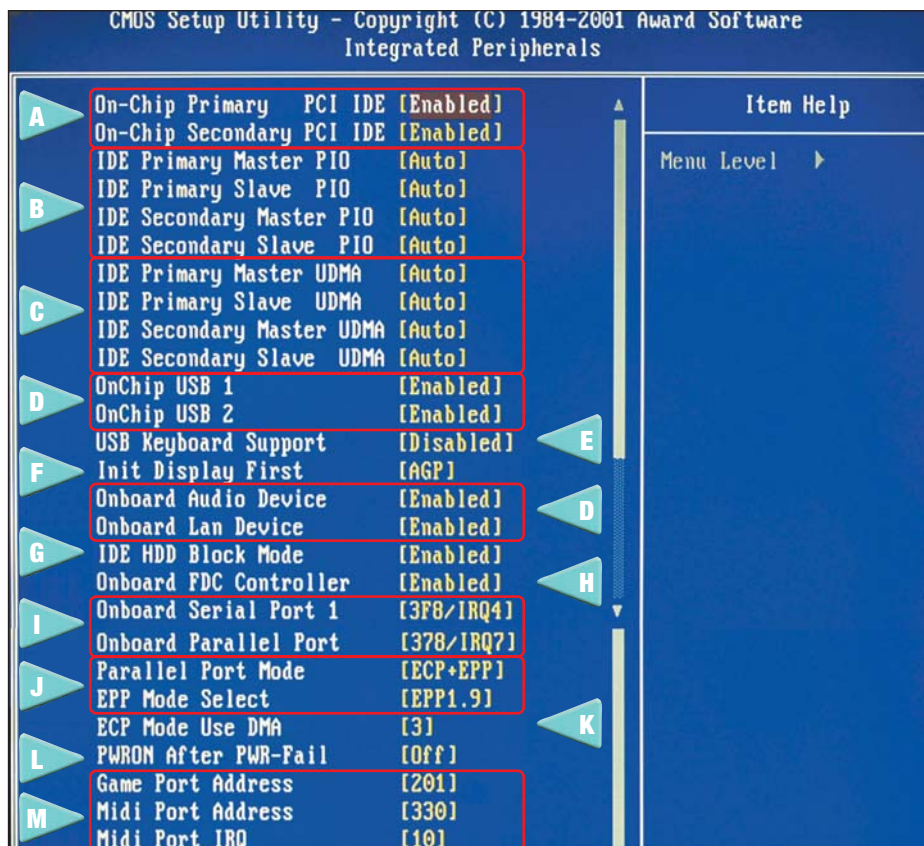 CMOS Setup Utility - Copyright (C) 1984-2001 Award Software
Integrated Peripherals
A On-Chip Primary PCI IDE [Enabled]
On-Chip Secondary PCI IDE [Enabled]
IDE Primary Master PIO [Auto]
B IDE Primary Slave PIO [Auto]
IDE Secondary Master PIO [Auto]
IDE Secondary Slave PIO [Auto]
IDE Primary Master UDMA [Auto]
C IDE Primary Slave UDMA [Auto]
IDE Secondary Master UDMA [Auto]
IDE Secondary Slave UDMA [Auto]
D OnChip USB 1 [Enabled]
OnChip USB 2 [Enabled]
USB Keyboard Support [Disabled] E
F Init Display First [AGP]
Onboard Audio Device [Enabled] D
Onboard Lan Device [Enabled]
G IDE HDD Block Mode [Enabled]
Onboard FDC Controller [Enabled] H
I Onboard Serial Port 1 [3F8/IRQ4]
Onboard Parallel Port [378/IRQ7]
J Parallel Port Mode [ECP+EPP]
EPP Mode Select [EPP1.9]
ECP Mode Use DMA [3] K
L PWRON After PWR-Fail [Off]
Game Port Address [201]
M Midi Port Address [330]
Midi Port IRQ [10]
Item Help
Menu Level